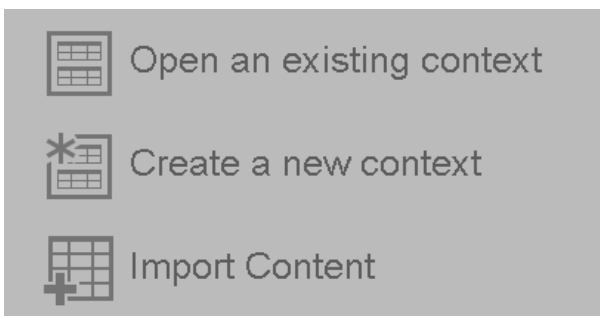 Open an existing context
Create a new context
Import Content